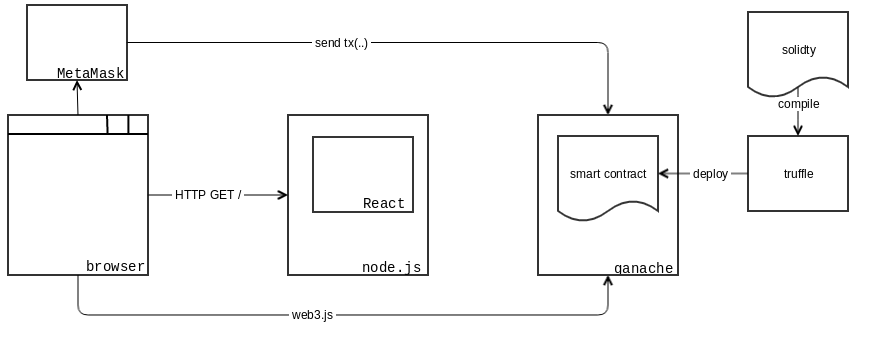 send tx(..)
solidty
MetaMask
compile
smart contract
deploy
truffle
HTTP GET /
React
browser
node.js
ganache
web3.js